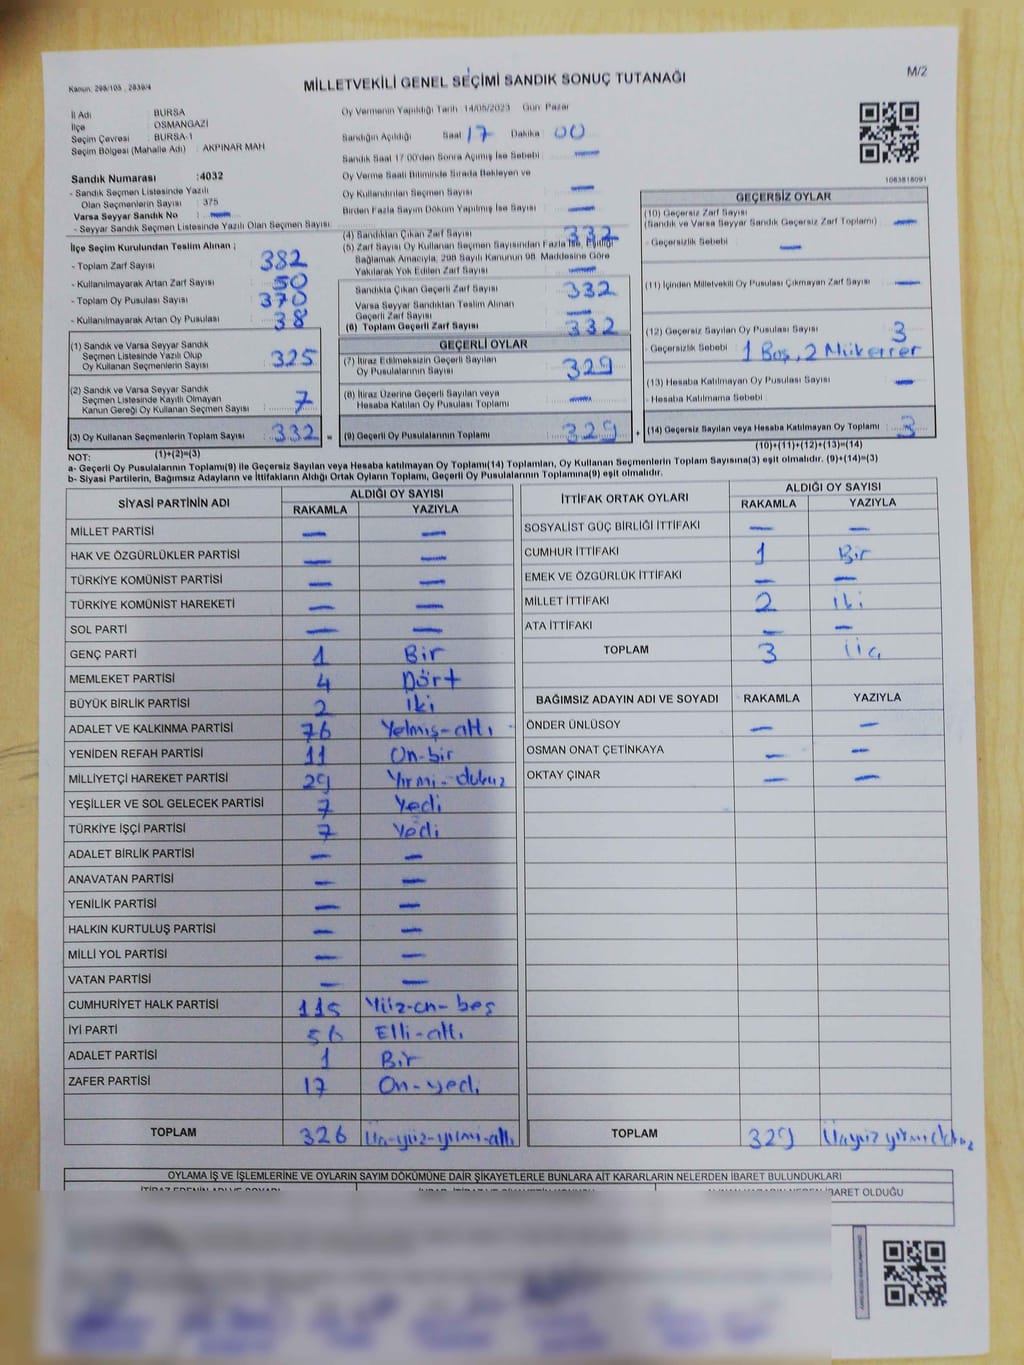 Kanun, 298/105 , 2839/4
MİLLETVEKİLİ GENEL SEÇİMİ SANDIK SONUÇ TUTANAĞI
M/2
İl Adı : BURSA
İlçe : OSMANGAZİ
Seçim Çevresi : BURSA-1
Seçim Bölgesi (Mahalle Adı) : AKPINAR MAH
Sandık Numarası :4032
- Sandık Seçmen Listesinde Yazılı
Olan Seçmenlerin Sayısı : 375
Varsa Seyyar Sandık No : —
- Seyyar Sandık Seçmen Listesinde Yazılı Olan Seçmen Sayısı
İlçe Seçim Kurulundan Teslim Alınan ;
- Toplam Zarf Sayısı 382
- Kullanılmayarak Artan Zarf Sayısı 50
- Toplam Oy Pusulası Sayısı 370
- Kullanılmayarak Artan Oy Pusulası 38
(1) Sandık ve Varsa Seyyar Sandık
Seçmen Listesinde Yazılı Olup
Oy Kullanan Seçmenlerin Sayısı 325
(2) Sandık ve Varsa Seyyar Sandık
Seçmen Listesinde Kayıtlı Olmayan
Kanun Gereği Oy Kullanan Seçmen Sayısı 7
(3) Oy Kullanan Seçmenlerin Toplam Sayısı 332 =
(1)+(2)=(3)
Oy Vermenin Yapıldığı Tarih 14/05/2023 Gün Pazar
Sandığın Açıldığı Saat 17 Dakika 00
Sandık Saat 17:00'den Sonra Açılmış İse Sebebi —
Oy Verme Saati Bitiminde Sırada Bekleyen ve
Oy Kullandırılan Seçmen Sayısı —
Birden Fazla Sayım Döküm Yapılmış İse Sayısı —
(4) Sandıktan Çıkan Zarf Sayısı 332
(5) Zarf Sayısı Oy Kullanan Seçmen Sayısından Fazla İse, Eşitliği
Sağlamak Amacıyla, 298 Sayılı Kanunun 98. Maddesine Göre
Yakılarak Yok Edilen Zarf Sayısı —
Sandıkta Çıkan Geçerli Zarf Sayısı 332
Varsa Seyyar Sandıktan Teslim Alınan
Geçerli Zarf Sayısı —
(6) Toplam Geçerli Zarf Sayısı 332
GEÇERLİ OYLAR
(7) İtiraz Edilmeksizin Geçerli Sayılan
Oy Pusulalarının Sayısı 329
(8) İtiraz Üzerine Geçerli Sayılan veya
Hesaba Katılan Oy Pusulası Toplamı —
(9) Geçerli Oy Pusulalarının Toplamı 329 +
1083818091
GEÇERSİZ OYLAR
(10) Geçersiz Zarf Sayısı
(Sandık ve Varsa Seyyar Sandık Geçersiz Zarf Toplamı) —
- Geçersizlik Sebebi : —
(11) İçinden Milletvekili Oy Pusulası Çıkmayan Zarf Sayısı —
(12) Geçersiz Sayılan Oy Pusulası Sayısı 3
- Geçersizlik Sebebi : 1 Boş, 2 Mükerrer
(13) Hesaba Katılmayan Oy Pusulası Sayısı —
- Hesaba Katılmama Sebebi :
(14) Geçersiz Sayılan veya Hesaba Katılmayan Oy Toplamı 3
(10)+(11)+(12)+(13)=(14)
NOT:
a- Geçerli Oy Pusulalarının Toplamı(9) ile Geçersiz Sayılan veya Hesaba katılmayan Oy Toplamı(14) Toplamları, Oy Kullanan Seçmenlerin Toplam Sayısına(3) eşit olmalıdır. (9)+(14)=(3)
b- Siyasi Partilerin, Bağımsız Adayların ve İttifakların Aldığı Ortak Oyların Toplamı, Geçerli Oy Pusulalarının Toplamına(9) eşit olmalıdır.
SİYASİ PARTİNİN ADI ALDIĞI OY SAYISI
RAKAMLA YAZIYLA
MİLLET PARTİSİ — —
HAK VE ÖZGÜRLÜKLER PARTİSİ — —
TÜRKİYE KOMÜNİST PARTİSİ — —
TÜRKİYE KOMÜNİST HAREKETİ — —
SOL PARTİ — —
GENÇ PARTİ 1 Bir
MEMLEKET PARTİSİ 4 Dört
BÜYÜK BİRLİK PARTİSİ 2 İki
ADALET VE KALKINMA PARTİSİ 76 Yetmiş-altı
YENİDEN REFAH PARTİSİ 11 On-bir
MİLLİYETÇİ HAREKET PARTİSİ 29 Yirmi-dokuz
YEŞİLLER VE SOL GELECEK PARTİSİ 7 Yedi
TÜRKİYE İŞÇİ PARTİSİ 7 Yedi
ADALET BİRLİK PARTİSİ — —
ANAVATAN PARTİSİ — —
YENİLİK PARTİSİ — —
HALKIN KURTULUŞ PARTİSİ — —
MİLLİ YOL PARTİSİ — —
VATAN PARTİSİ — —
CUMHURİYET HALK PARTİSİ 115 Yüz-on-beş
İYİ PARTİ 56 Elli-altı
ADALET PARTİSİ 1 Bir
ZAFER PARTİSİ 17 On-yedi
TOPLAM 326 Üç-yüz-yirmi-altı
İTTİFAK ORTAK OYLARI ALDIĞI OY SAYISI
RAKAMLA YAZIYLA
SOSYALİST GÜÇ BİRLİĞİ İTTİFAKI — —
CUMHUR İTTİFAKI 1 Bir
EMEK VE ÖZGÜRLÜK İTTİFAKI — —
MİLLET İTTİFAKI 2 iki
ATA İTTİFAKI — —
TOPLAM 3 Üç
BAĞIMSIZ ADAYIN ADI VE SOYADI RAKAMLA YAZIYLA
ÖNDER ÜNLÜSOY — —
OSMAN ONAT ÇETİNKAYA — —
OKTAY ÇINAR — —
TOPLAM 329 Üçyüz yirmi dokuz
OYLAMA İŞ VE İŞLEMLERİNE VE OYLARIN SAYIM DÖKÜMÜNE DAİR ŞİKAYETLERLE BUNLARA AİT KARARLARIN NELERDEN İBARET BULUNDUKLARI
İBARET OLDUĞU